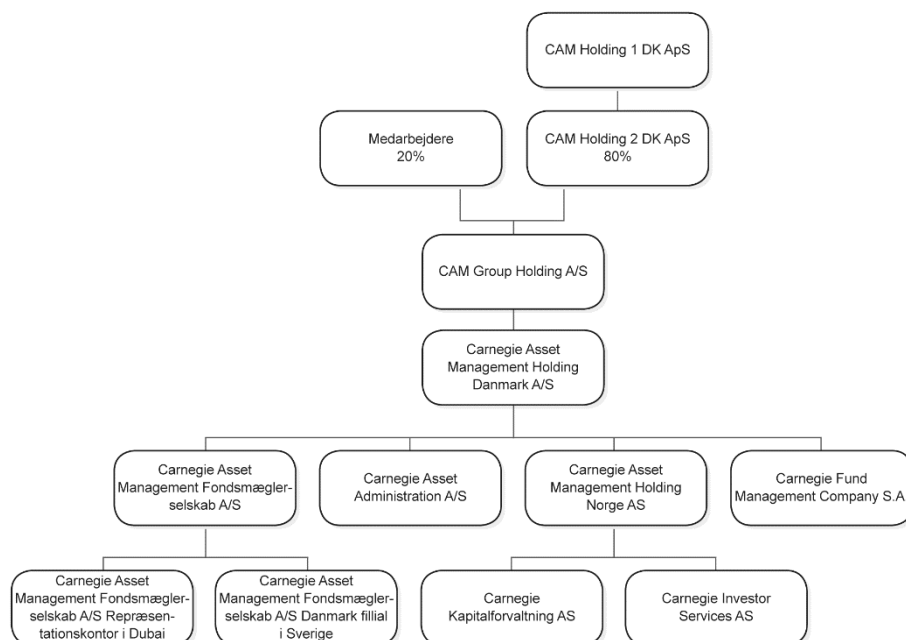 CAM Holding 1 DK ApS
Medarbejdere
20%
CAM Holding 2 DK ApS
80%
CAM Group Holding A/S
Carnegie Asset
Management Holding
Danmark A/S
Carnegie Asset
Management Fondsmægler-
selskab A/S
Carnegie Asset
Administration A/S
Carnegie Asset
Management Holding
Norge AS
Carnegie Fund
Management Company S.A
Carnegie Asset
Management Fondsmægler-
selskab A/S Repræsen-
tationskontor i Dubai
Carnegie Asset
Management Fondsmægler-
selskab A/S Danmark fillial
i Sverige
Carnegie
Kapitalforvaltning AS
Carnegie Investor
Services AS